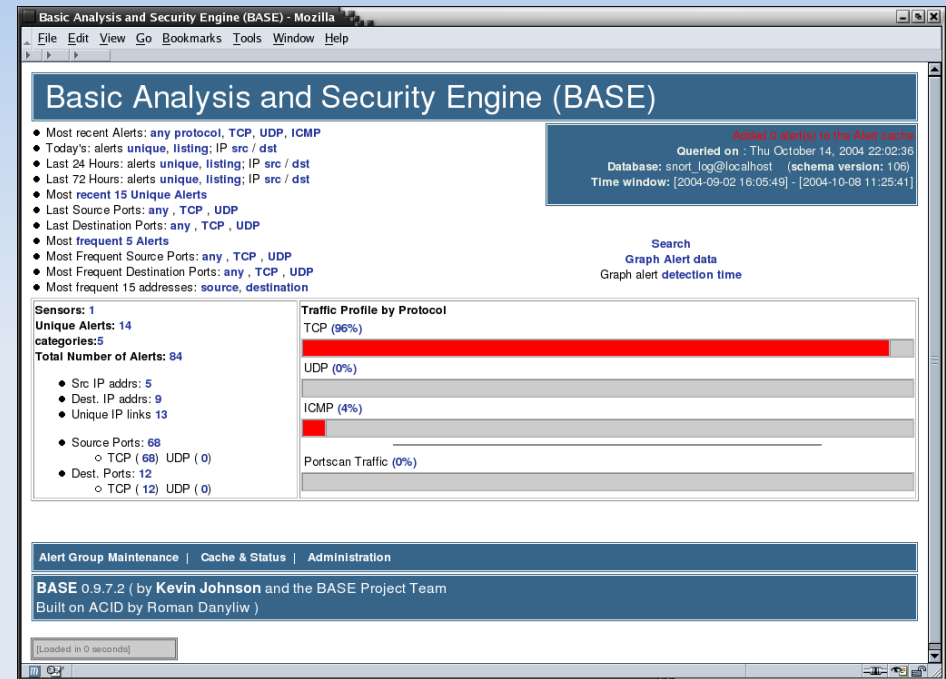 Basic Analysis and Security Engine (BASE) - Mozilla
File Edit View Go Bookmarks Tools Window Help
Basic Analysis and Security Engine (BASE)
Most recent Alerts: any protocol, TCP, UDP, ICMP
Today's: alerts unique, listing; IP src / dst
Last 24 Hours: alerts unique, listing; IP src / dst
Last 72 Hours: alerts unique, listing; IP src / dst
Most recent 15 Unique Alerts
Last Source Ports: any , TCP , UDP
Last Destination Ports: any , TCP , UDP
Most frequent 5 Alerts
Most Frequent Source Ports: any , TCP , UDP
Most Frequent Destination Ports: any , TCP , UDP
Most frequent 15 addresses: source, destination
Added 0 alert(s) to the Alert cache
Queried on : Thu October 14, 2004 22:02:36
Database: snort_log@localhost (schema version: 106)
Time window: [2004-09-02 16:05:49] - [2004-10-08 11:25:41]
Search
Graph Alert data
Graph alert detection time
Sensors: 1
Unique Alerts: 14
categories:5
Total Number of Alerts: 84
Src IP addrs: 5
Dest. IP addrs: 9
Unique IP links 13
Source Ports: 68
TCP ( 68) UDP ( 0)
Dest. Ports: 12
TCP ( 12) UDP ( 0)
Traffic Profile by Protocol
TCP (96%)
UDP (0%)
ICMP (4%)
Portscan Traffic (0%)
Alert Group Maintenance | Cache & Status | Administration
BASE 0.9.7.2 ( by Kevin Johnson and the BASE Project Team
Built on ACID by Roman Danyliw )
[Loaded in 0 seconds]